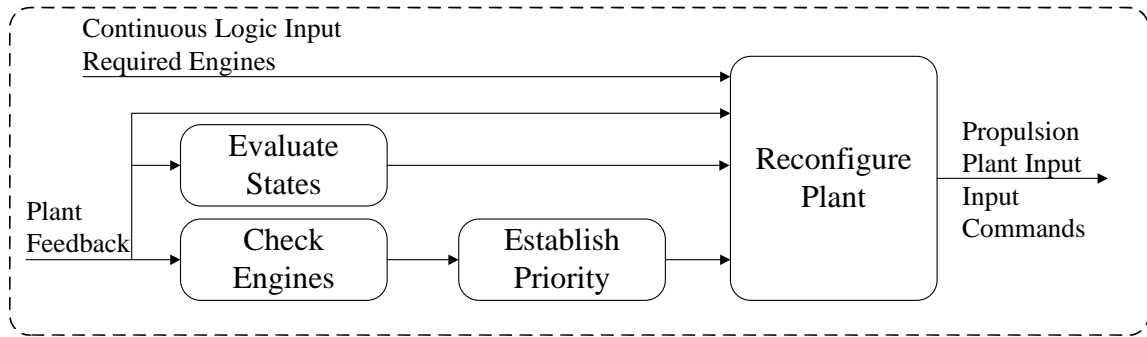 Continuous Logic Input
Required Engines
Evaluate
States
Reconfigure
Plant
Propulsion
Plant Input
Input
Commands
Plant
Feedback
Check
Engines
Establish
Priority